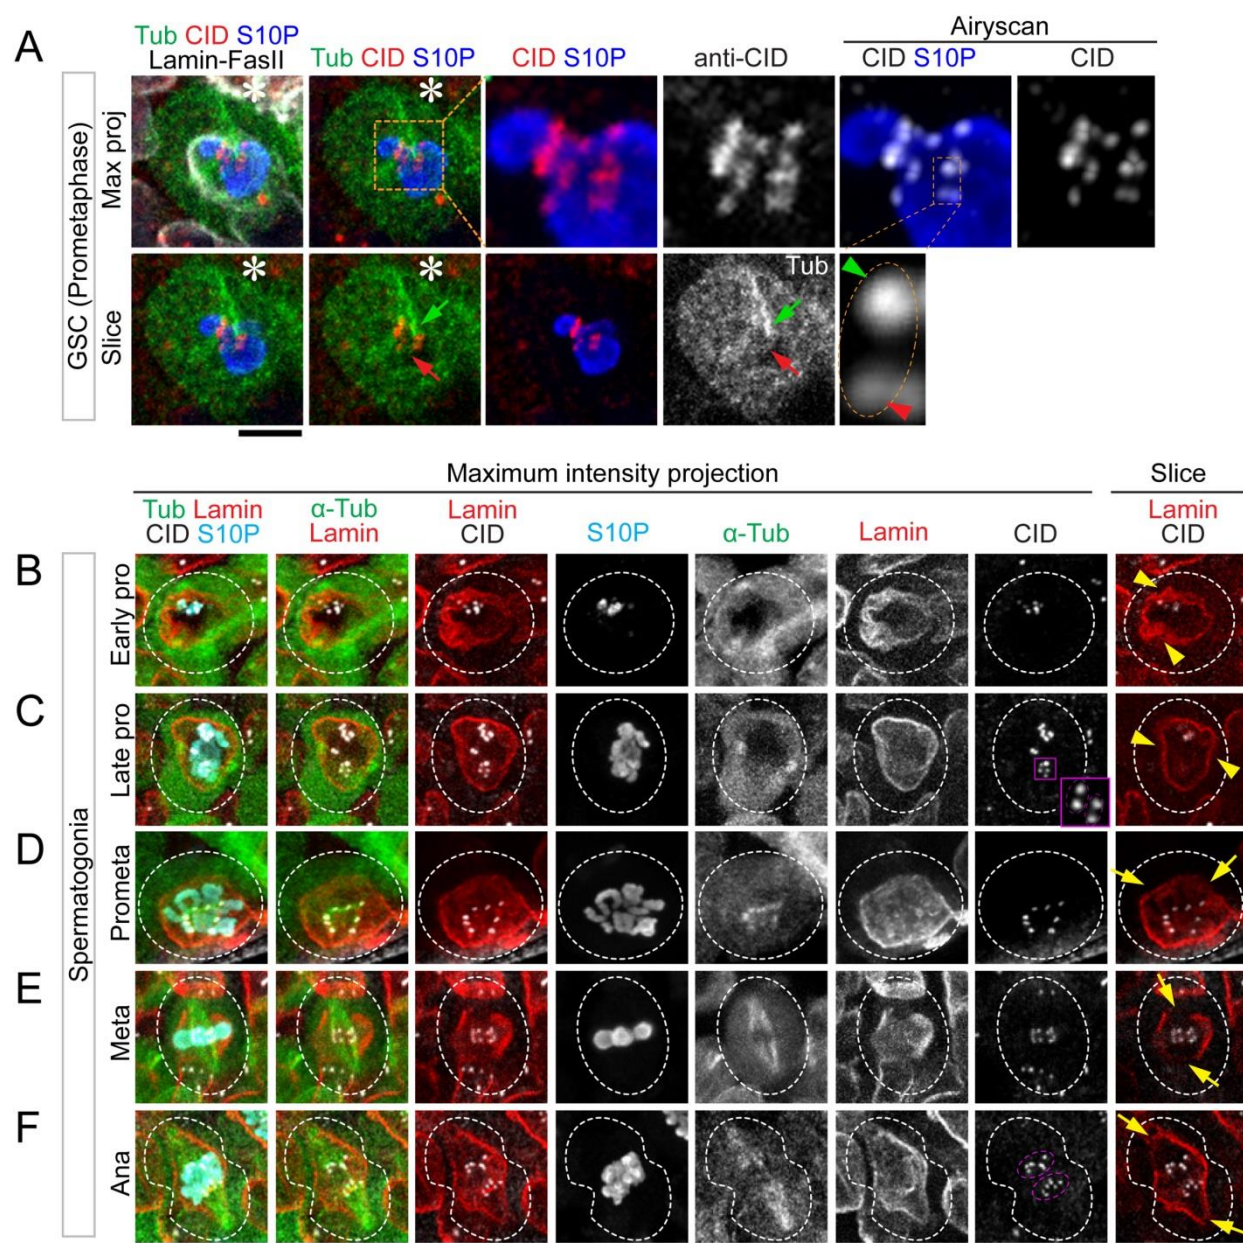 A
Tub CID S10P
Lamin-FasII
Tub CID S10P
CID S10P
anti-CID
Airyscan
CID S10P
CID
GSC (Prometaphase)
Max proj
*
*
Slice
*
*
Tub
Maximum intensity projection
Slice
Tub Lamin
CID S10P
α-Tub
Lamin
Lamin
CID
S10P
α-Tub
Lamin
CID
Lamin
CID
Spermatogonia
B
Early pro
C
Late pro
D
Prometa
E
Meta
F
Ana